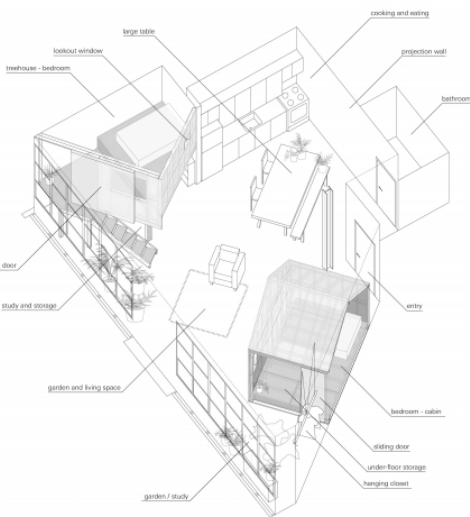 cooking and eating
large table
lookout window
projection wall
treehouse - bedroom
bathroom
door
study and storage
entry
garden and living space
bedroom - cabin
sliding door
under-floor storage
hanging closet
garden / study